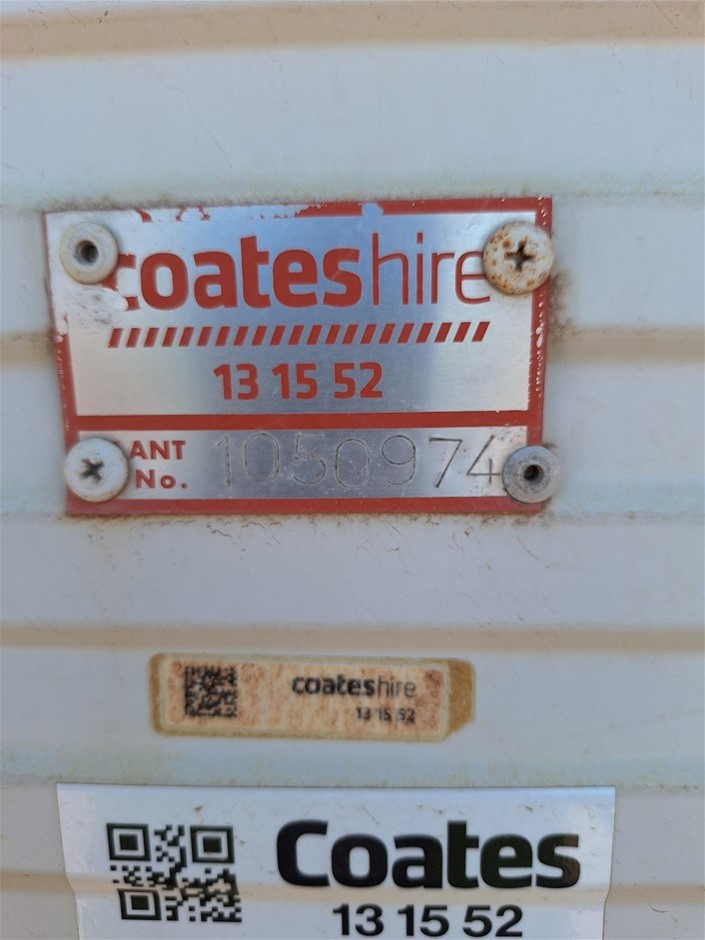 coateshire
13 15 52
ANT
No. 1050974
coateshire
13 15 52
Coates
13 15 52